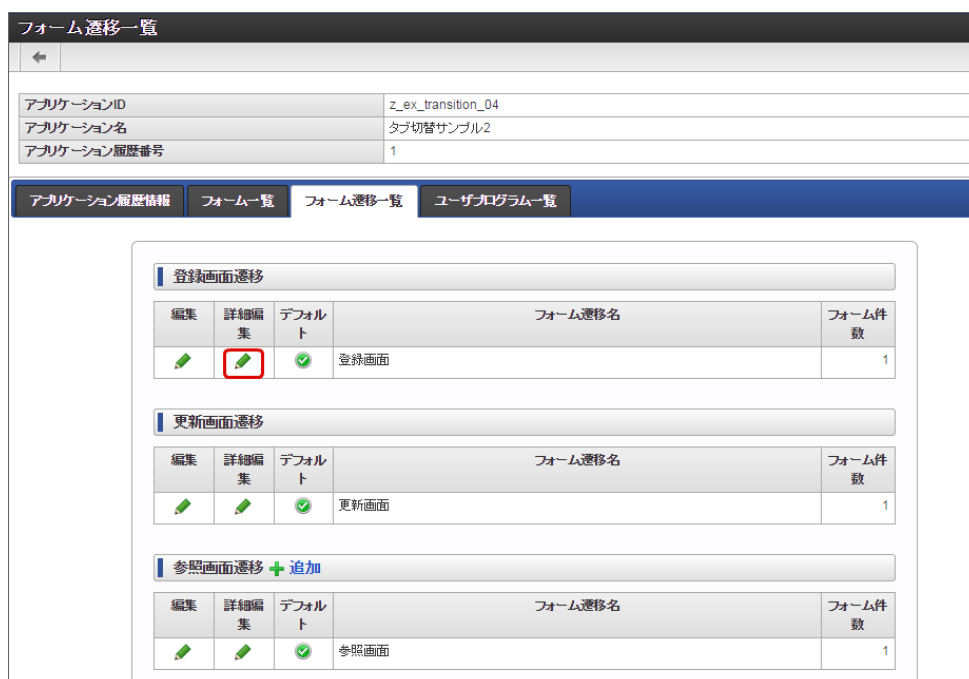 フォーム遷移一覧
アプリケーションID z_ex_transition_04
アプリケーション名 タブ切替サンプル2
アプリケーション履歴番号 1
アプリケーション履歴情報 フォーム一覧 フォーム遷移一覧 ユーザプログラム一覧
登録画面遷移
編集 詳細編集 デフォルト フォーム遷移名 フォーム件数
登録画面 1
更新画面遷移
編集 詳細編集 デフォルト フォーム遷移名 フォーム件数
更新画面 1
参照画面遷移 追加
編集 詳細編集 デフォルト フォーム遷移名 フォーム件数
参照画面 1